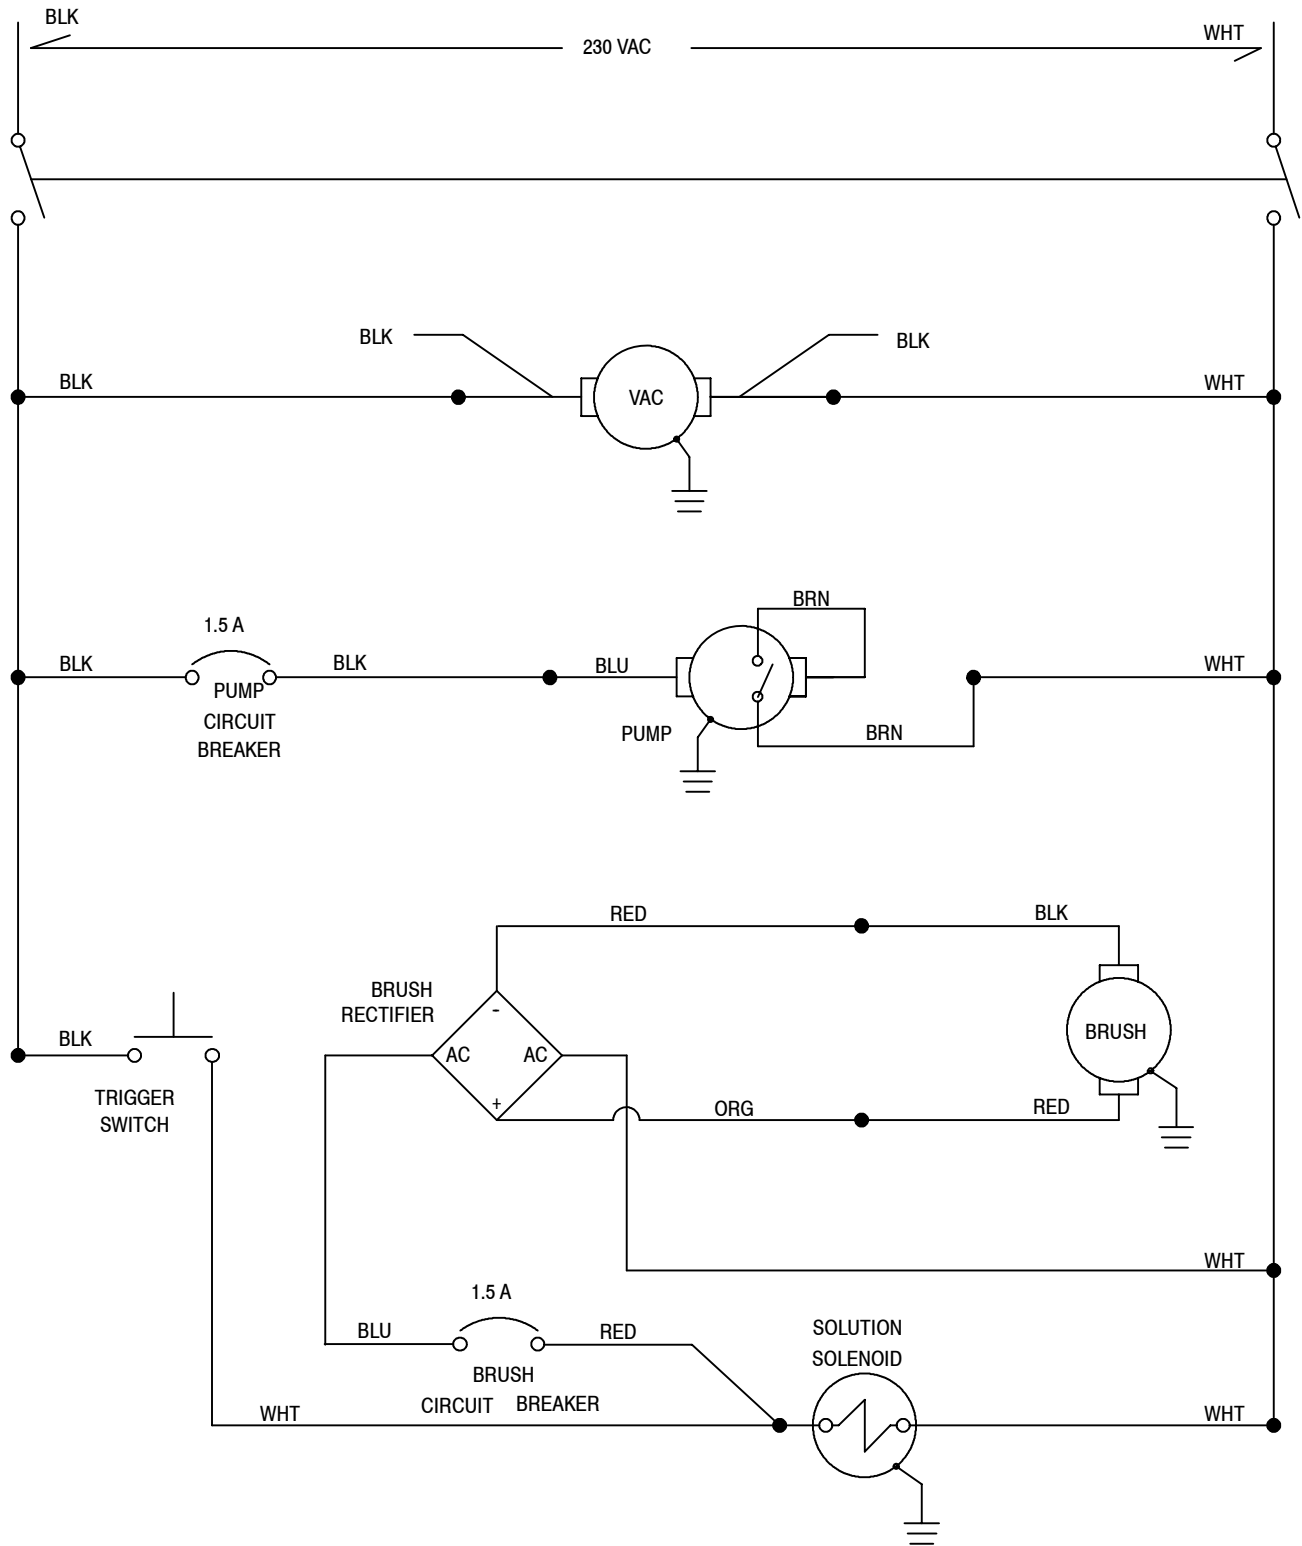 BLK
230 VAC
WHT
BLK
BLK
BLK
VAC
WHT
BRN
1.5 A
BLK
BLK
BLU
WHT
PUMP
CIRCUIT
BREAKER
PUMP
BRN
RED
BLK
BRUSH
RECTIFIER
-
BLK
AC
AC
BRUSH
TRIGGER
SWITCH
+
ORG
RED
WHT
1.5 A
BLU
RED
SOLUTION
SOLENOID
BRUSH
CIRCUIT BREAKER
WHT
WHT